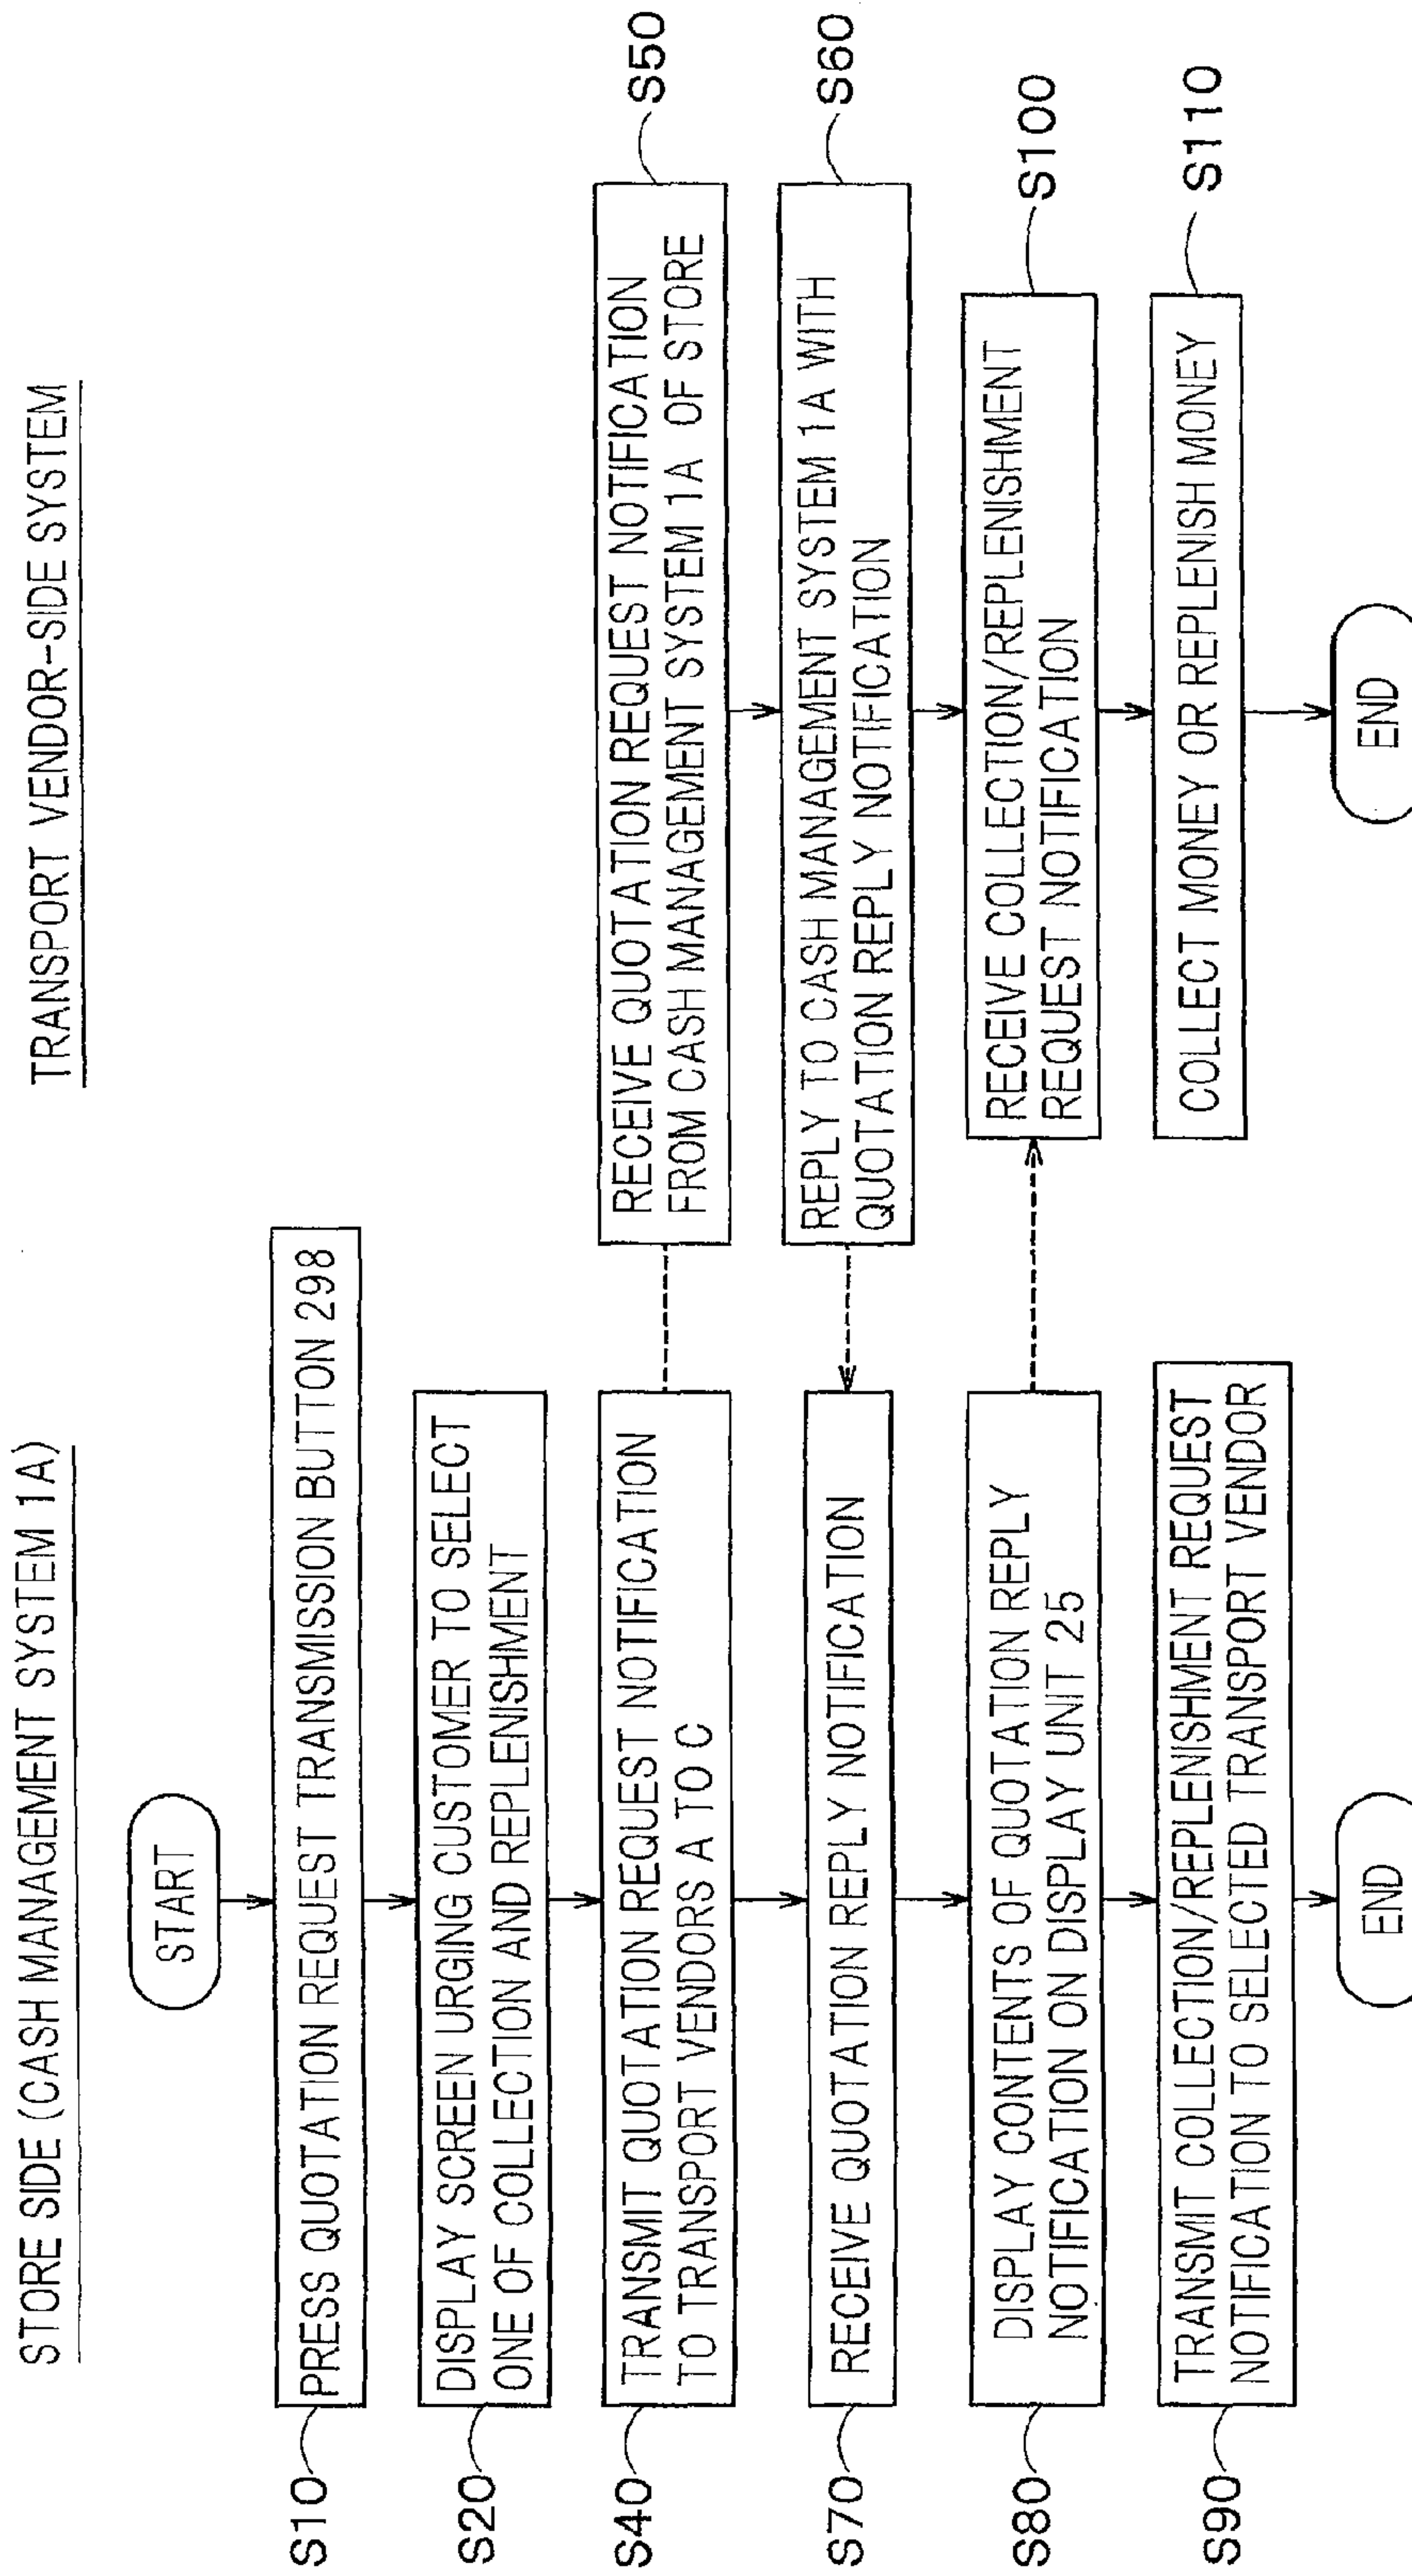 STORE SIDE (CASH MANAGEMENT SYSTEM 1A)
START
S10
PRESS QUOTATION REQUEST TRANSMISSION BUTTON 298
S20
DISPLAY SCREEN URGING CUSTOMER TO SELECT
ONE OF COLLECTION AND REPLENISHMENT
S40
TRANSMIT QUOTATION REQUEST NOTIFICATION
TO TRANSPORT VENDORS A TO C
S70
RECEIVE QUOTATION REPLY NOTIFICATION
S80
DISPLAY CONTENTS OF QUOTATION REPLY
NOTIFICATION ON DISPLAY UNIT 25
S90
TRANSMIT COLLECTION/REPLENISHMENT REQUEST
NOTIFICATION TO SELECTED TRANSPORT VENDOR
END
TRANSPORT VENDOR-SIDE SYSTEM
RECEIVE QUOTATION REQUEST NOTIFICATION
FROM CASH MANAGEMENT SYSTEM 1A OF STORE
S50
REPLY TO CASH MANAGEMENT SYSTEM 1A WITH
QUOTATION REPLY NOTIFICATION
S60
RECEIVE COLLECTION/REPLENISHMENT
REQUEST NOTIFICATION
S100
COLLECT MONEY OR REPLENISH MONEY
S110
END